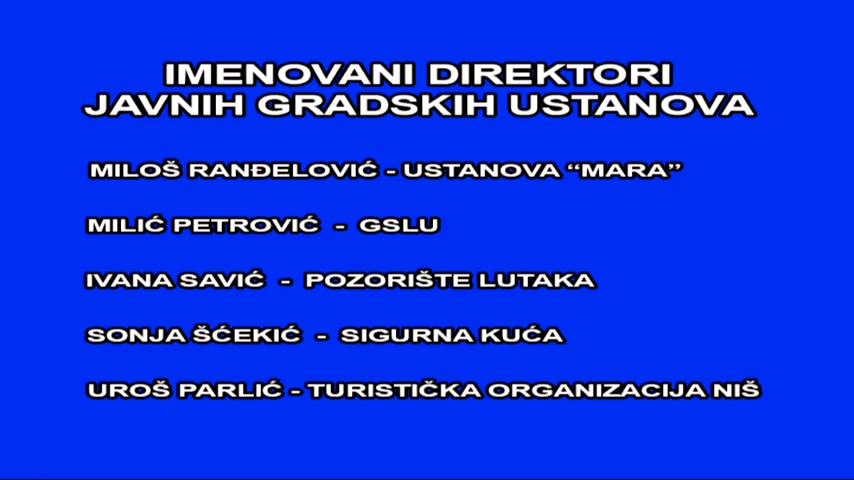 IMENOVANI DIREKTORI
JAVNIH GRADSKIH USTANOVA
MILOŠ RANĐELOVIĆ - USTANOVA “MARA”
MILIĆ PETROVIĆ - GSLU
IVANA SAVIĆ - POZORIŠTE LUTAKA
SONJA ŠĆEKIĆ - SIGURNA KUĆA
UROŠ PARLIĆ - TURISTIČKA ORGANIZACIJA NIŠ